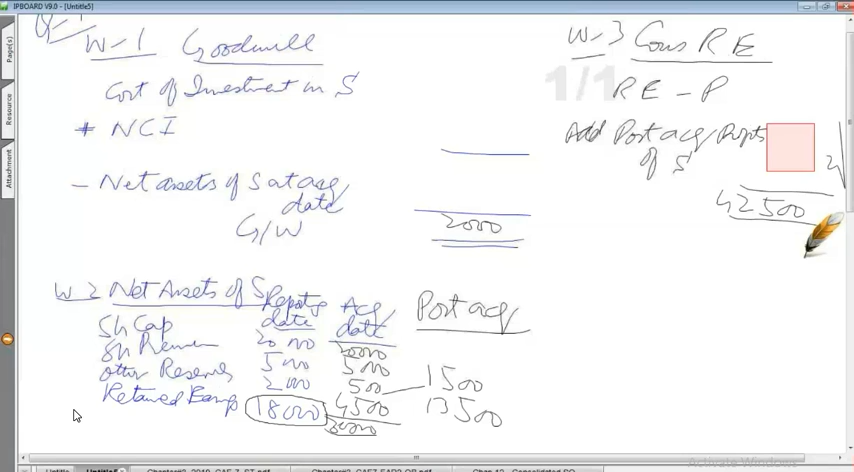 IPBOARD V9.0 - [Untitle5]
Page(s)
Resource
Attachment
1/1
W-1 Goodwill
Cost of Investment in S
+ NCI
- Net assets of S at acq date
G/W 2000
W-3 Cons RE
RE - P
Add Post acq Profits of S
42500
W 2 Net Assets of S
Reporting date Acq date Post acq
Sh Cap 20000 20000
Sh Premium 5000 5000
other Reserves 2000 500 1500
Retained Earngs 18000 4500 13500
30000
Activate Windows
Untitle5